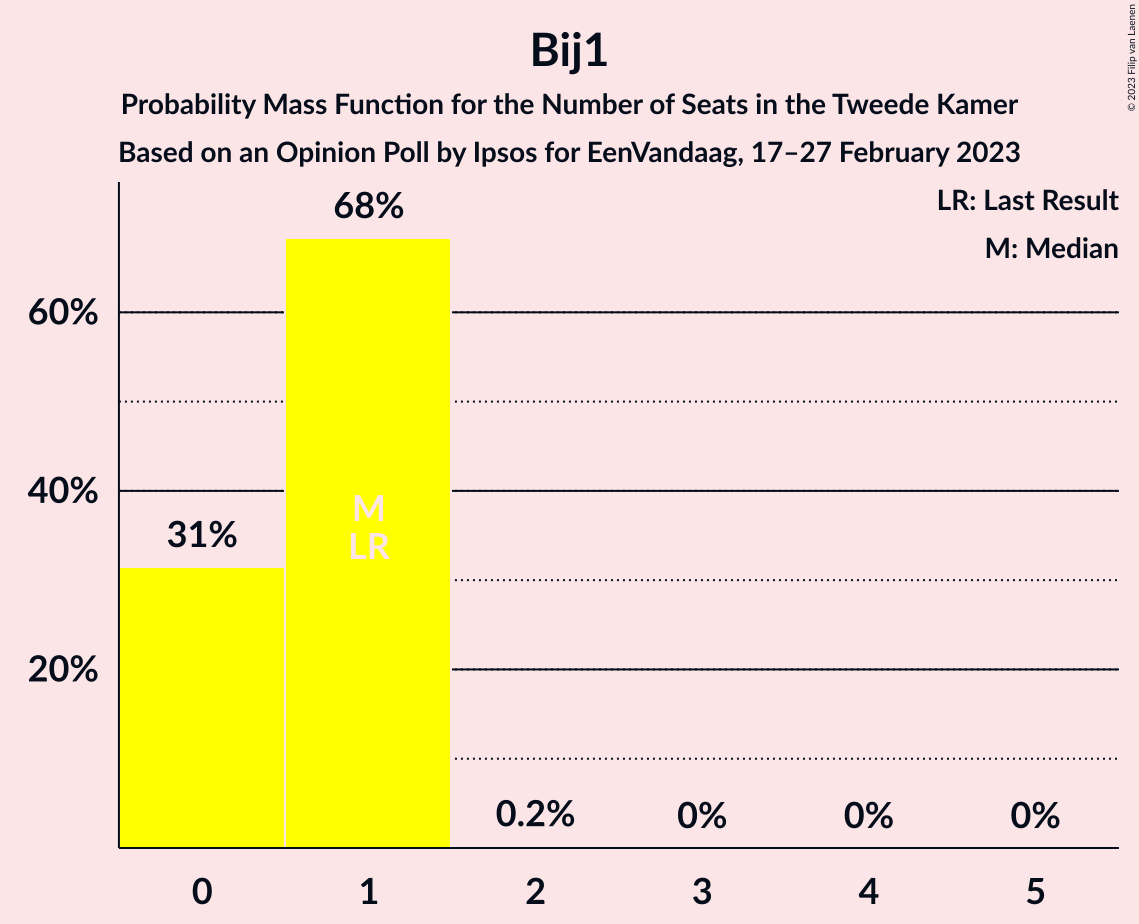 Bij1
Probability Mass Function for the Number of Seats in the Tweede Kamer
Based on an Opinion Poll by Ipsos for EenVandaag, 17–27 February 2023
© 2023 Filip van Laenen
LR: Last Result
M: Median
68%
60%
40%
M
LR
31%
20%
0.2%
0%
0%
0%
0
1
2
3
4
5